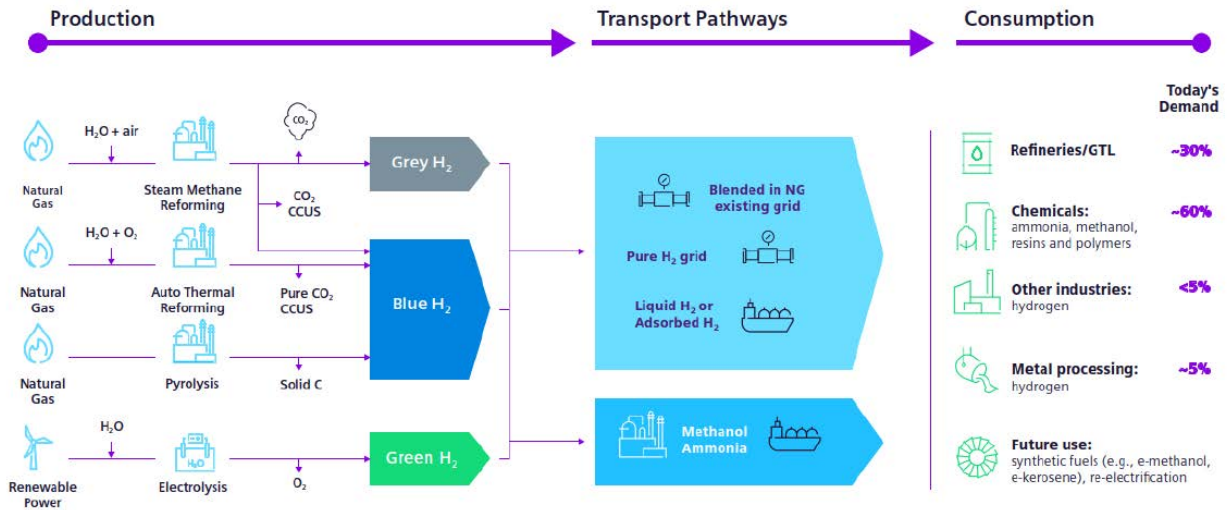 Production
Transport Pathways
Consumption
Today's
Demand
H₂O + air
CO₂
Natural
Gas
Steam Methane
Reforming
Grey H₂
CO₂
CCUS
H₂O + O₂
Natural
Gas
Auto Thermal
Reforming
Pure CO₂
CCUS
Blue H₂
Natural
Gas
Pyrolysis
Solid C
H₂O
Renewable
Power
H₂O
Electrolysis
O₂
Green H₂
Blended in NG
existing grid
Pure H₂ grid
Liquid H₂ or
Adsorbed H₂
Methanol
Ammonia
Refineries/GTL
~30%
Chemicals:
ammonia, methanol,
resins and polymers
~60%
Other industries:
hydrogen
<5%
Metal processing:
hydrogen
~5%
Future use:
synthetic fuels (e.g., e-methanol,
e-kerosene), re-electrification